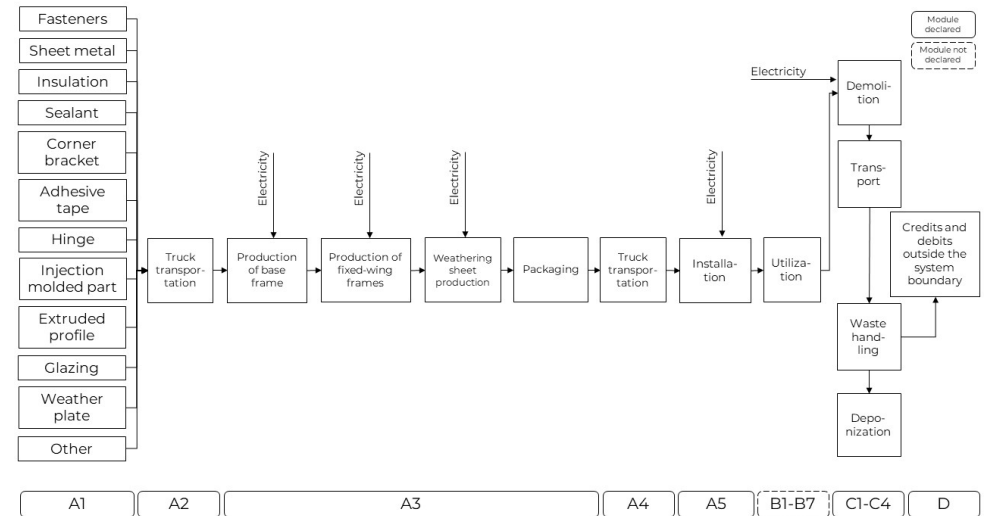 Fasteners
Sheet metal
Insulation
Sealant
Corner
bracket
Adhesive
tape
Hinge
Injection
molded part
Extruded
profile
Glazing
Weather
plate
Other
Truck
transpor-
tation
Electricity
Production
of base
frame
Electricity
Production of
fixed-wing
frames
Electricity
Weathering
sheet
production
Packaging
Truck
transpor-
tation
Electricity
Installa-
tion
Utiliza-
tion
Electricity
Demoli-
tion
Trans-
port
Waste
hand-
ling
Depo-
nization
Credits and
debits
outside the
system
boundary
Module
declared
Module not
declared
A1
A2
A3
A4
A5
B1-B7
C1-C4
D